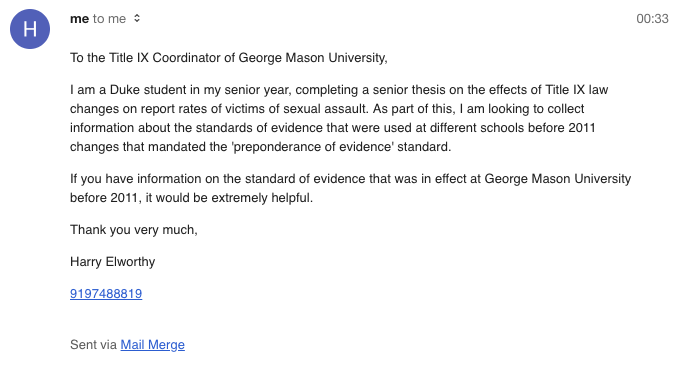 H
me to me
00:33
To the Title IX Coordinator of George Mason University,
I am a Duke student in my senior year, completing a senior thesis on the effects of Title IX law
changes on report rates of victims of sexual assault. As part of this, I am looking to collect
information about the standards of evidence that were used at different schools before 2011
changes that mandated the 'preponderance of evidence' standard.
If you have information on the standard of evidence that was in effect at George Mason University
before 2011, it would be extremely helpful.
Thank you very much,
Harry Elworthy
9197488819
Sent via Mail Merge